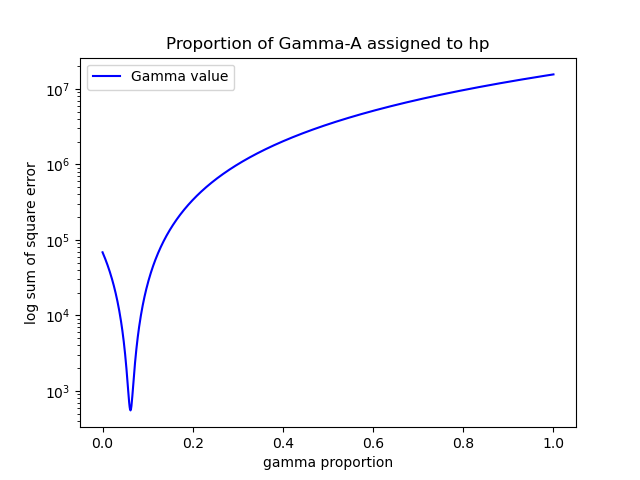 Proportion of Gamma-A assigned to hp
Gamma value
10⁷
10⁶
10⁵
10⁴
10³
log sum of square error
0.0 0.2 0.4 0.6 0.8 1.0
gamma proportion